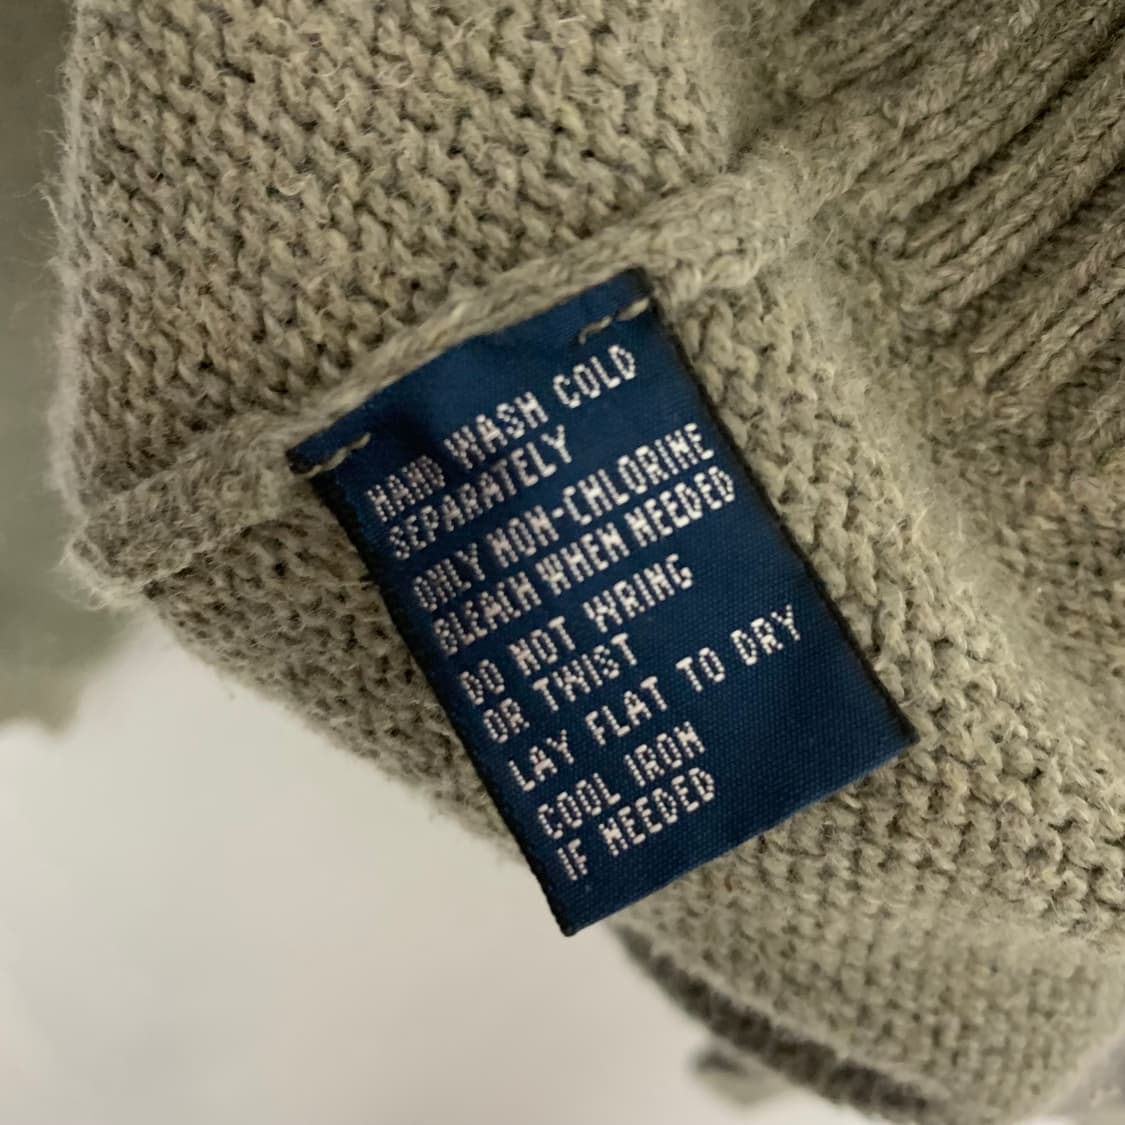 HAND WASH COLD
SEPARATELY
ONLY NON-CHLORINE
BLEACH WHEN NEEDED
DO NOT WRING
OR TWIST
LAY FLAT TO DRY
COOL IRON
IF NEEDED